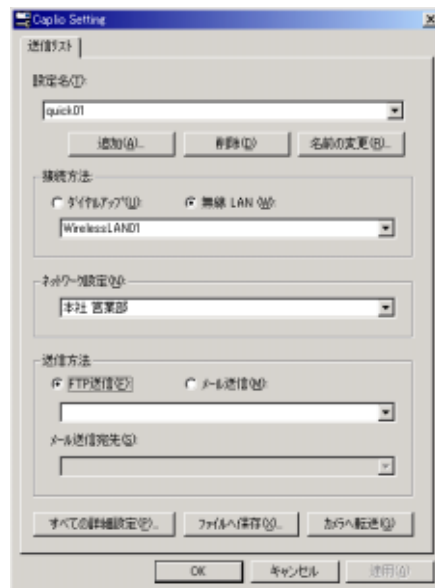 Caplio Setting
送信リスト
設定名(T):
quick01
追加(A)... 削除(D) 名前の変更(R)...
接続方法:
ダイヤルアップ(U): 無線 LAN (W):
WirelessLAN01
ネットワーク設定(N):
本社 営業部
送信方法:
FTP送信(F): メール送信(M):
メール送信宛先(S):
すべての詳細設定(P)... ファイルへ保存(X)... カメラへ転送(Q)
OK キャンセル 適用(A)